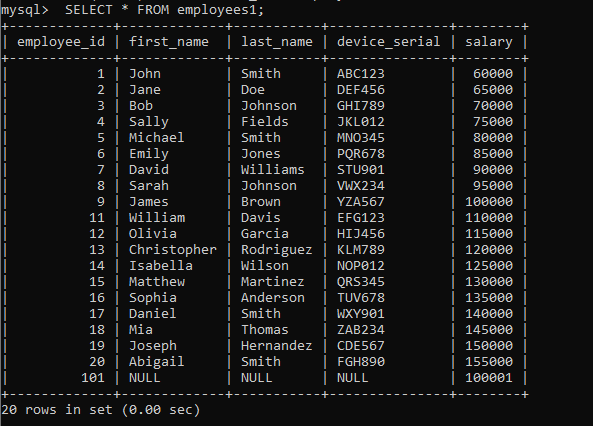 mysql>  SELECT * FROM employees1;
+-------------+-------------+-----------+---------------+--------+
| employee_id | first_name  | last_name | device_serial | salary |
+-------------+-------------+-----------+---------------+--------+
|           1 | John        | Smith     | ABC123        |  60000 |
|           2 | Jane        | Doe       | DEF456        |  65000 |
|           3 | Bob         | Johnson   | GHI789        |  70000 |
|           4 | Sally       | Fields    | JKL012        |  75000 |
|           5 | Michael     | Smith     | MNO345        |  80000 |
|           6 | Emily       | Jones     | PQR678        |  85000 |
|           7 | David       | Williams  | STU901        |  90000 |
|           8 | Sarah       | Johnson   | VWX234        |  95000 |
|           9 | James       | Brown     | YZA567        | 100000 |
|          11 | William     | Davis     | EFG123        | 110000 |
|          12 | Olivia      | Garcia    | HIJ456        | 115000 |
|          13 | Christopher | Rodriguez | KLM789        | 120000 |
|          14 | Isabella    | Wilson    | NOP012        | 125000 |
|          15 | Matthew     | Martinez  | QRS345        | 130000 |
|          16 | Sophia      | Anderson  | TUV678        | 135000 |
|          17 | Daniel      | Smith     | WXY901        | 140000 |
|          18 | Mia         | Thomas    | ZAB234        | 145000 |
|          19 | Joseph      | Hernandez | CDE567        | 150000 |
|          20 | Abigail     | Smith     | FGH890        | 155000 |
|         101 | NULL        | NULL      | NULL          | 100001 |
+-------------+-------------+-----------+---------------+--------+
20 rows in set (0.00 sec)